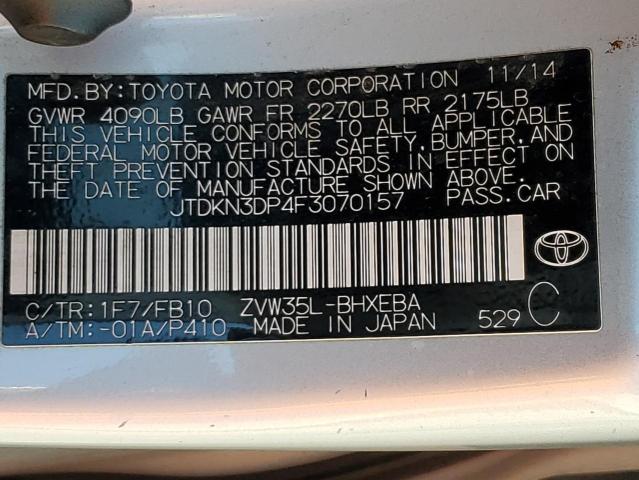 MFD.BY:TOYOTA MOTOR CORPORATION 11/14
GVWR 4090LB GAWR FR 2270LB RR 2175LB
THIS VEHICLE CONFORMS TO ALL APPLICABLE
FEDERAL MOTOR VEHICLE SAFETY,BUMPER,AND
THEFT PREVENTION STANDARDS IN EFFECT ON
THE DATE OF MANUFACTURE SHOWN ABOVE.
JTDKN3DP4F3070157 PASS.CAR
C/TR:1F7/FB10 ZVW35L-BHXEBA
A/TM:-01A/P410 MADE IN JAPAN 529 C